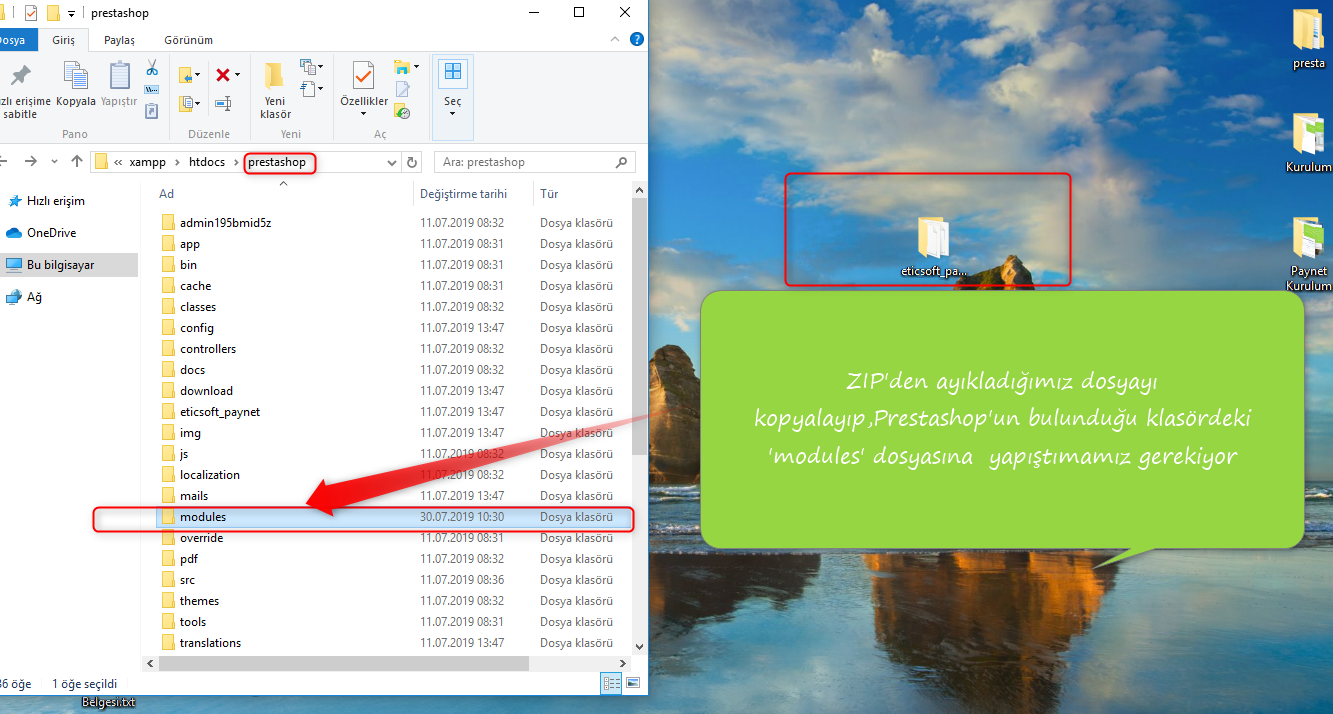 prestashop
Dosya Giriş Paylaş Görünüm
Kopyala Yapıştır
sabitle
Yeni klasör
Özellikler
Seç
Pano Düzenle Yeni Aç
« xampp › htdocs › prestashop
Ara: prestashop
Ad Değiştirme tarihi Tür
Hızlı erişim
OneDrive
Bu bilgisayar
Ağ
admin195bmid5z 11.07.2019 08:32 Dosya klasörü
app 11.07.2019 08:31 Dosya klasörü
bin 11.07.2019 08:31 Dosya klasörü
cache 11.07.2019 08:31 Dosya klasörü
classes 11.07.2019 08:32 Dosya klasörü
config 11.07.2019 13:47 Dosya klasörü
controllers 11.07.2019 08:32 Dosya klasörü
docs 11.07.2019 08:32 Dosya klasörü
download 11.07.2019 13:47 Dosya klasörü
eticsoft_paynet 11.07.2019 13:47 Dosya klasörü
img 11.07.2019 13:47 Dosya klasörü
js 11.07.2019 08:32 Dosya klasörü
localization 11.07.2019 08:32 Dosya klasörü
mails 11.07.2019 13:47 Dosya klasörü
modules 30.07.2019 10:30 Dosya klasörü
override 11.07.2019 08:31 Dosya klasörü
pdf 11.07.2019 08:32 Dosya klasörü
src 11.07.2019 08:36 Dosya klasörü
themes 11.07.2019 08:32 Dosya klasörü
tools 11.07.2019 08:31 Dosya klasörü
translations 11.07.2019 13:47 Dosya klasörü
36 öğe 1 öğe seçildi
Belgesi.txt
presta
Kurulum
Paynet
Kurulum
eticsoft_pa...
ZIP'den ayıkladığımız dosyayı
kopyalayıp,Prestashop'un bulunduğu klasördeki
'modules' dosyasına yapıştımamız gerekiyor